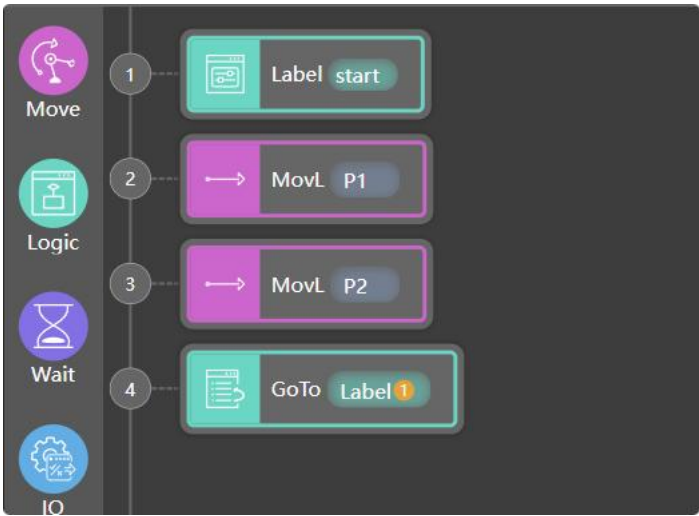 Move
Logic
Wait
IO
1 Label start
2 MovL P1
3 MovL P2
4 GoTo Label 1